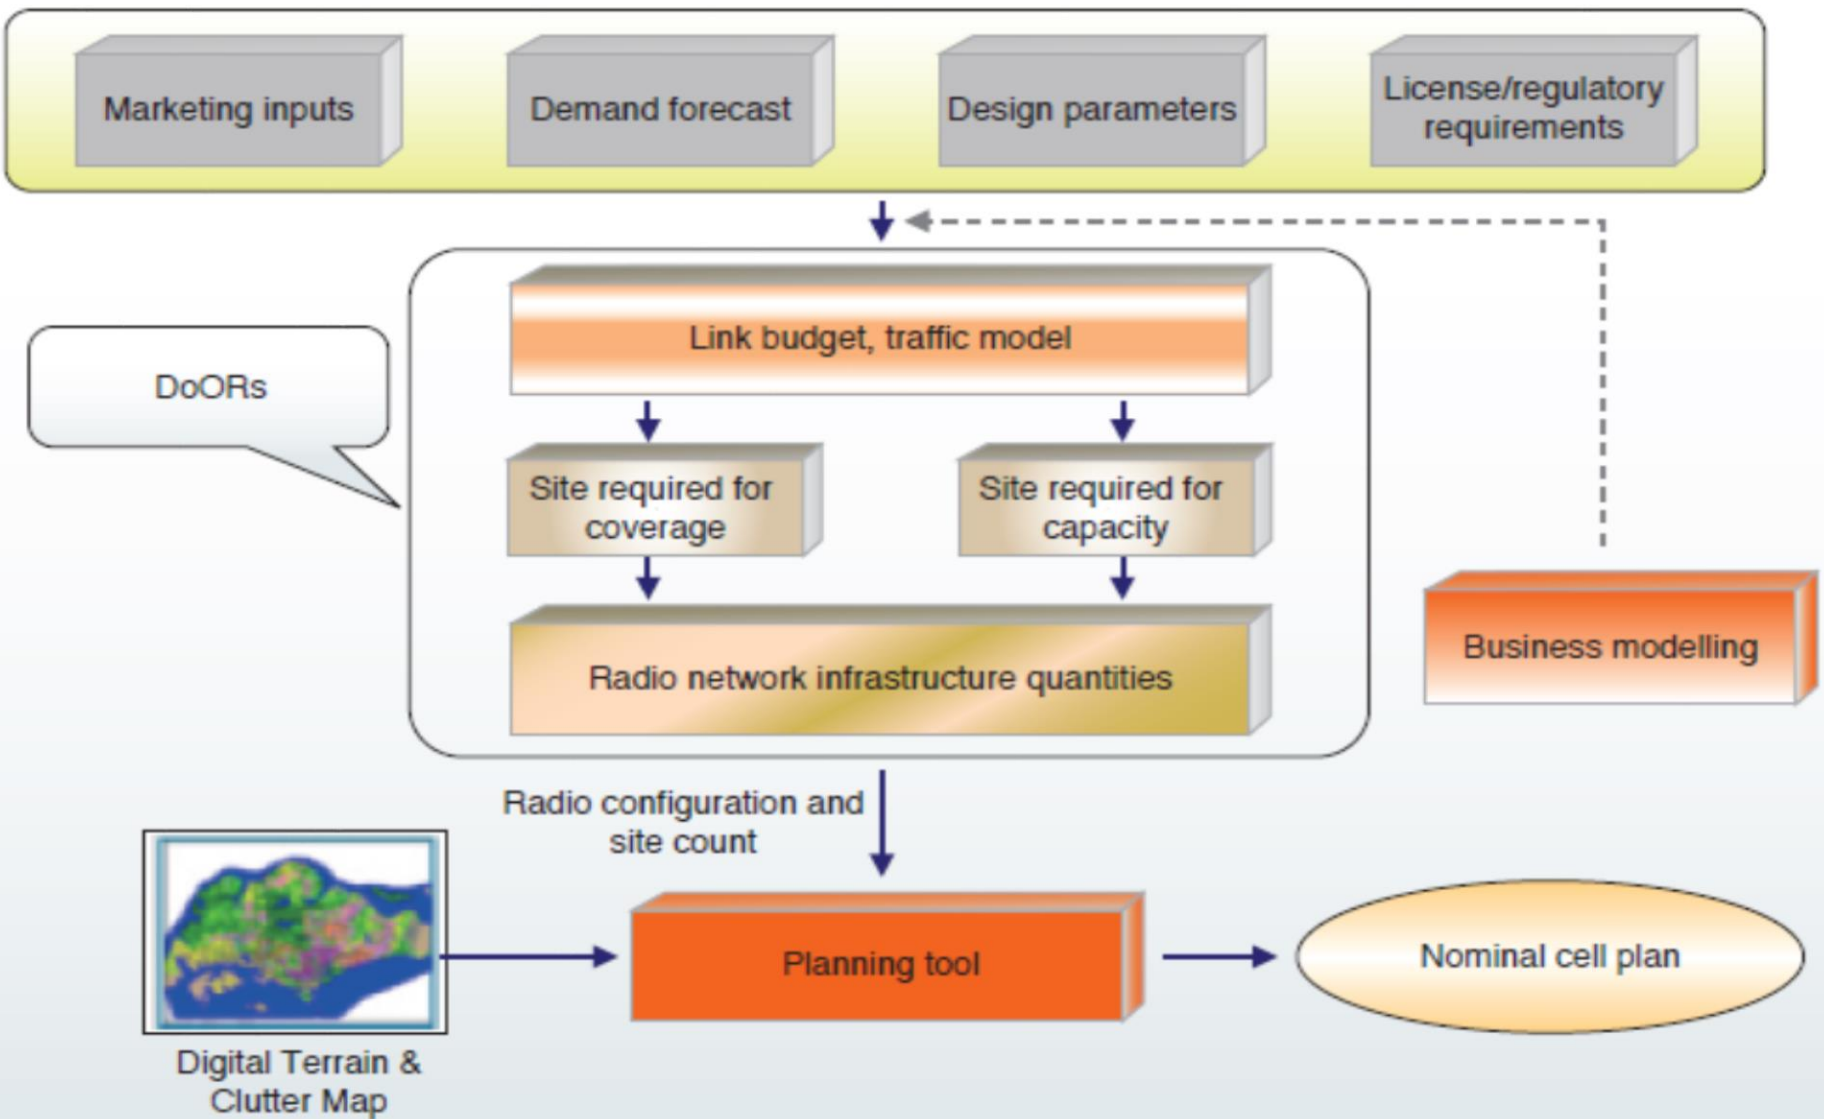 Marketing inputs
Demand forecast
Design parameters
License/regulatory
requirements
Link budget, traffic model
DoORs
Site required for
coverage
Site required for
capacity
Business modelling
Radio network infrastructure quantities
Radio configuration and
site count
Planning tool
Nominal cell plan
Digital Terrain &
Clutter Map